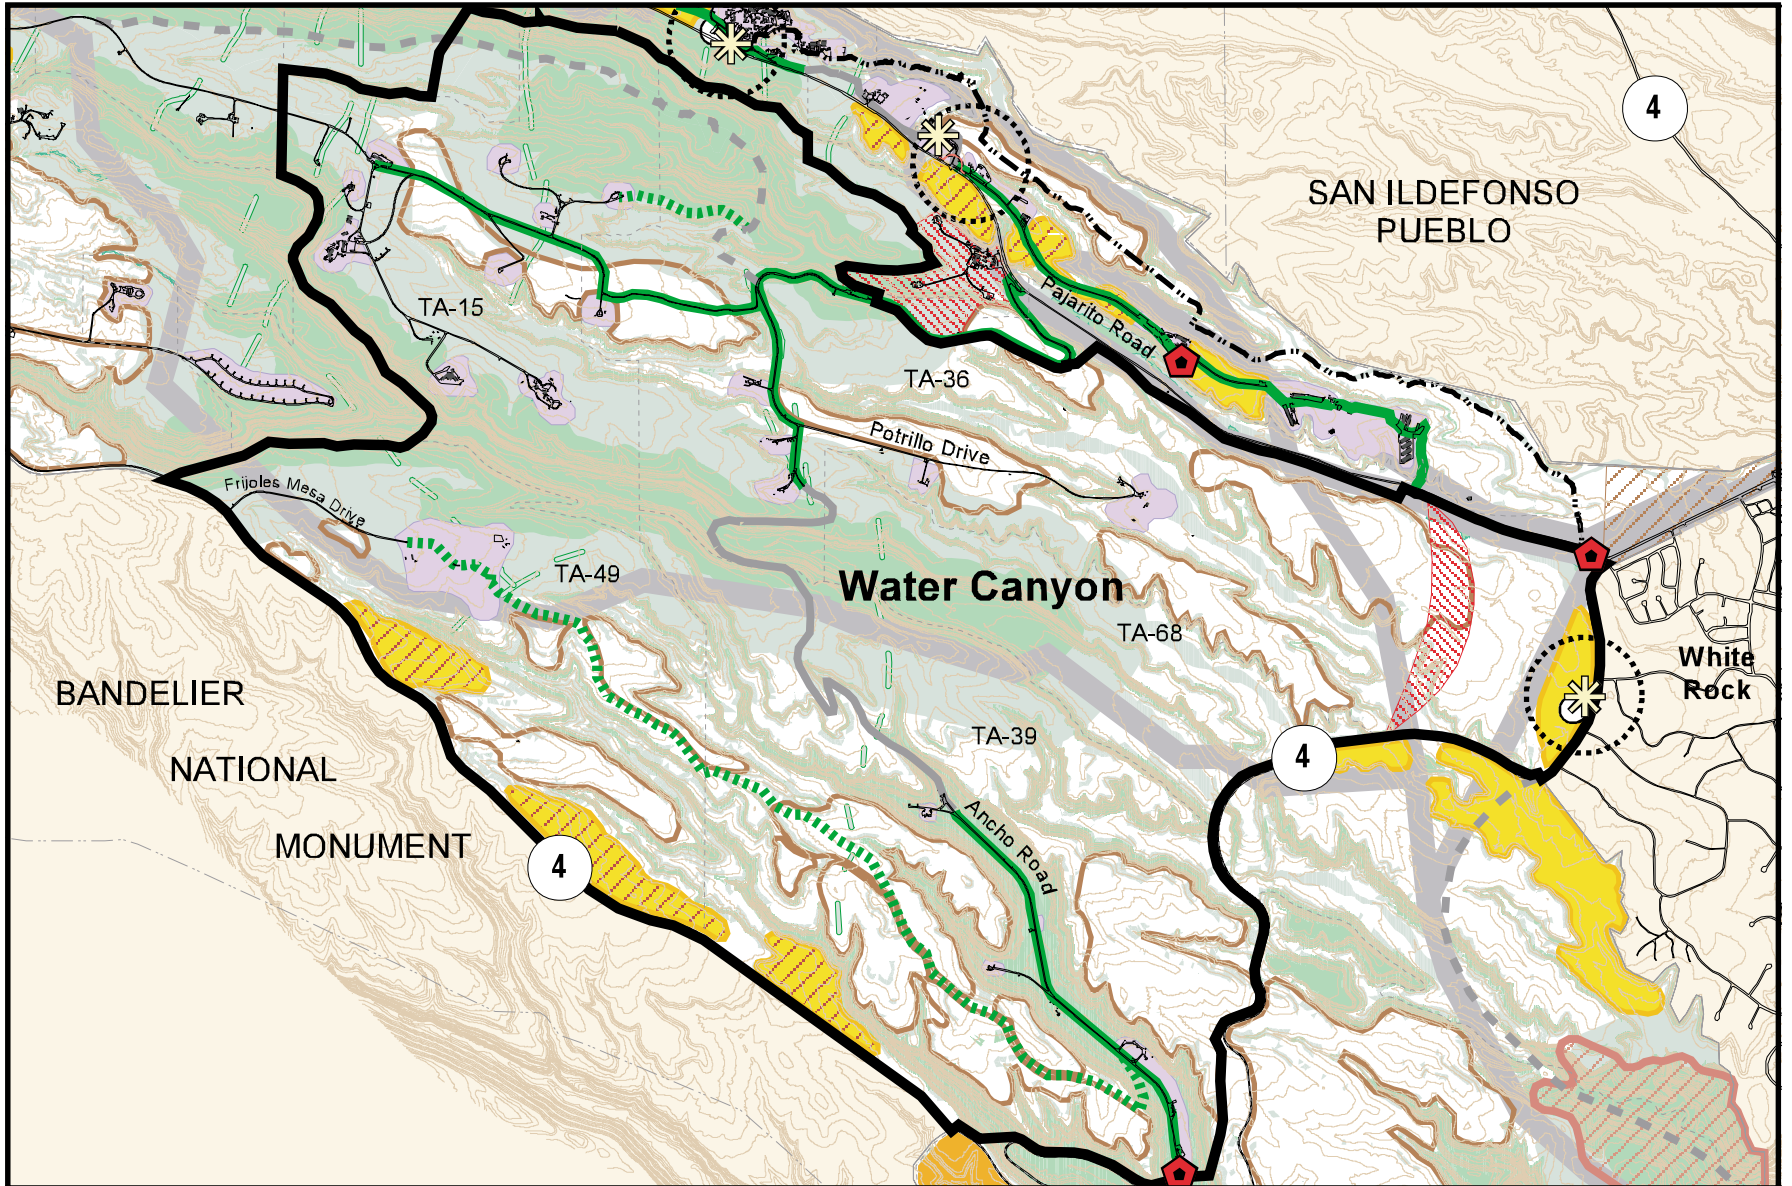 4
SAN ILDEFONSO
PUEBLO
TA-15
Pajarito Road
TA-36
Potrillo Drive
Frijoles Mesa Drive
TA-49
Water Canyon
TA-68
White
Rock
BANDELIER
NATIONAL
MONUMENT
TA-39
4
Ancho Road
4